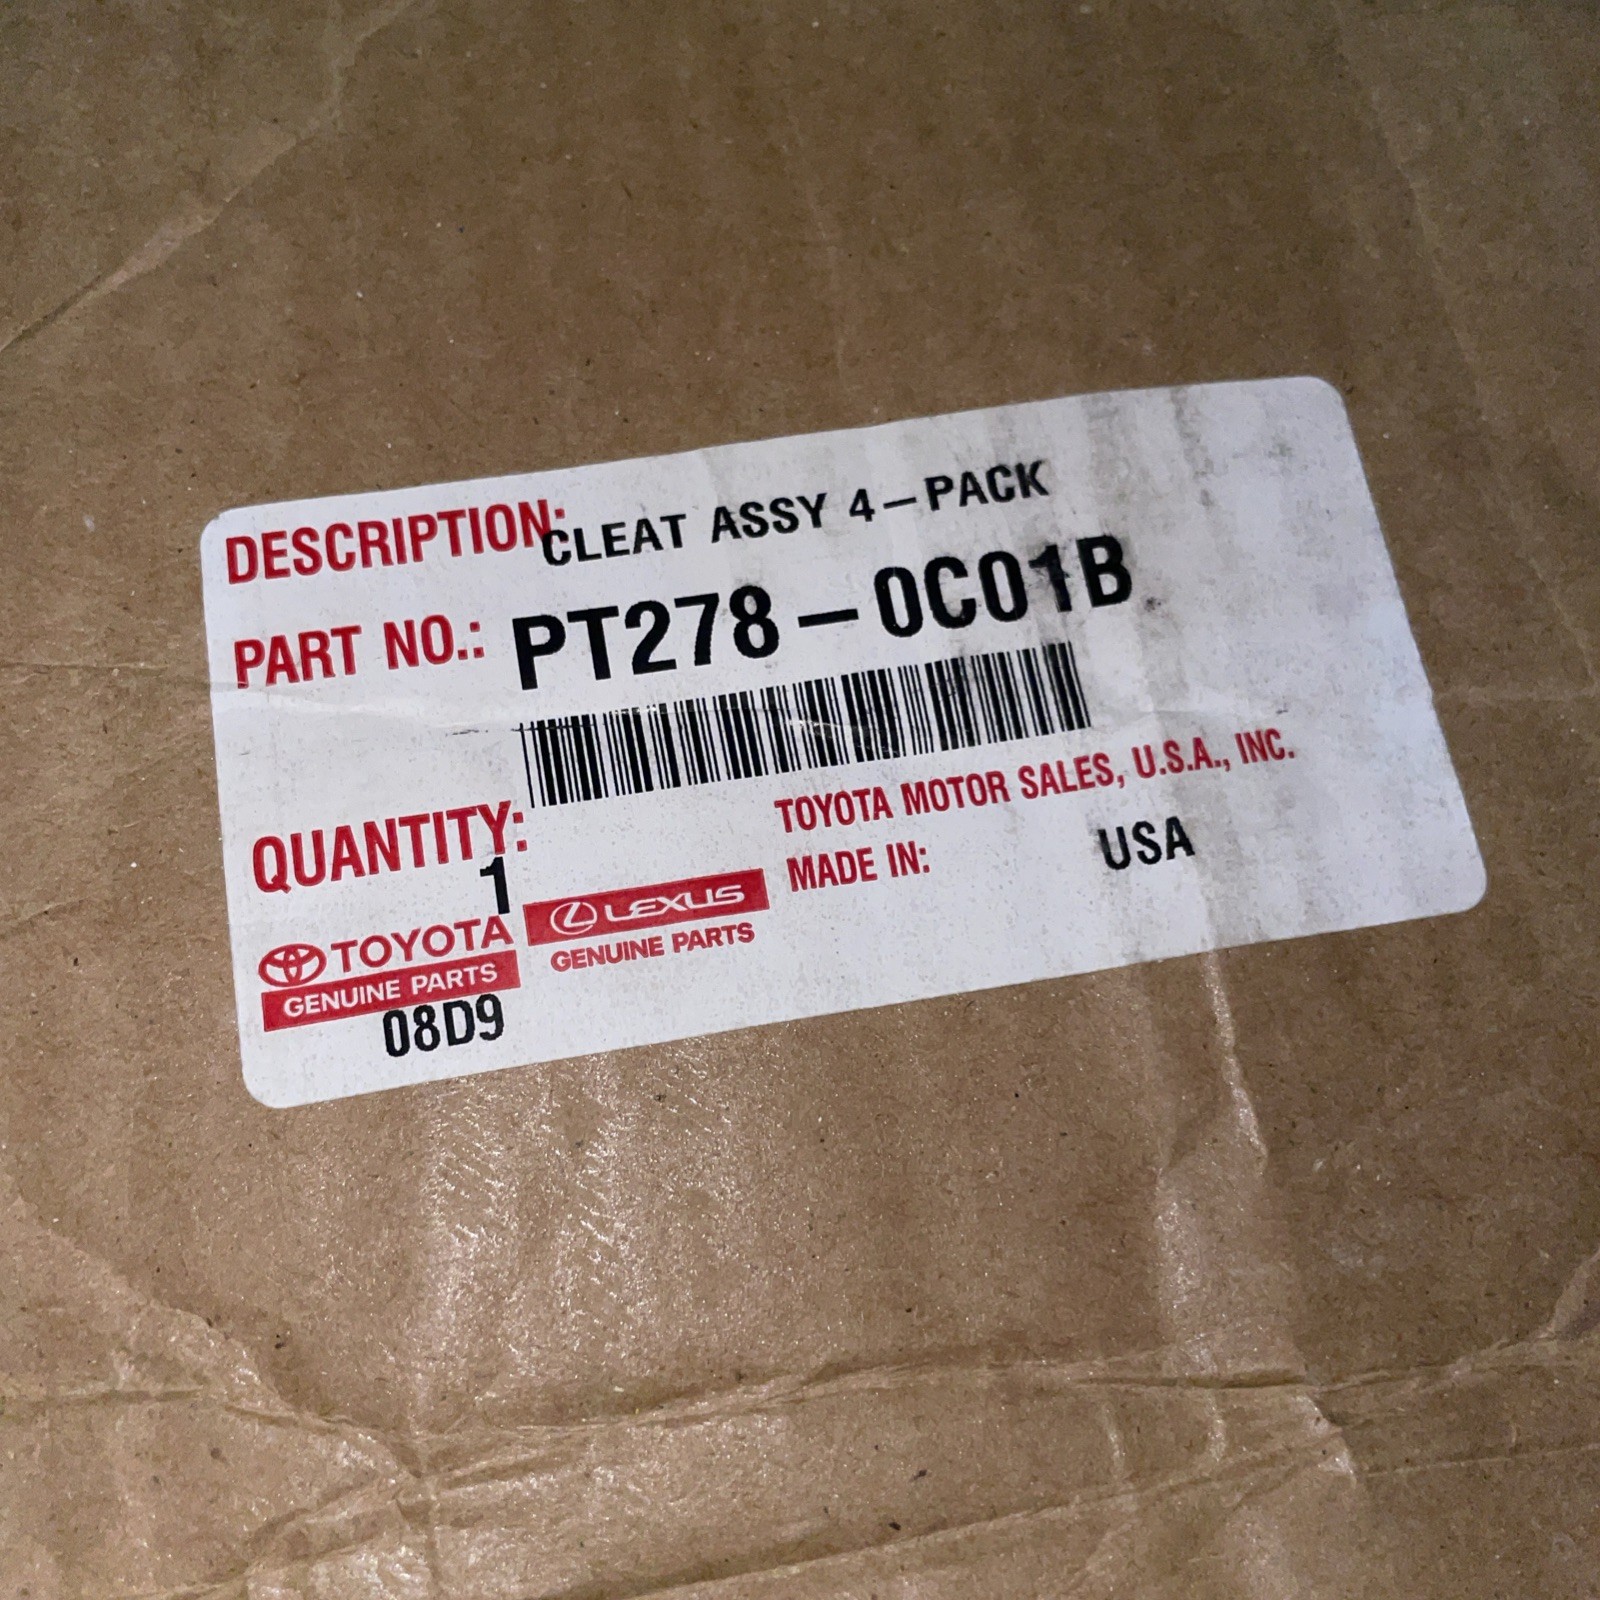 DESCRIPTION: CLEAT ASSY 4-PACK
PART NO.: PT278-0C01B
TOYOTA MOTOR SALES, U.S.A., INC.
QUANTITY: 1
MADE IN: USA
TOYOTA
GENUINE PARTS
LEXUS
GENUINE PARTS
08D9